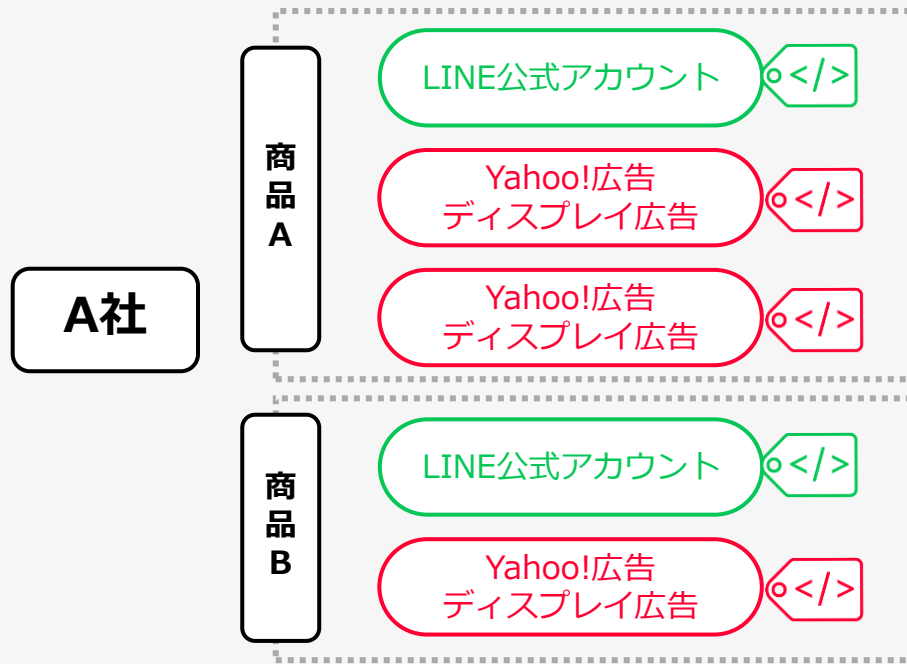 A社
商品A
LINE公式アカウント
</>
Yahoo!広告
ディスプレイ広告
</>
Yahoo!広告
ディスプレイ広告
</>
商品B
LINE公式アカウント
</>
Yahoo!広告
ディスプレイ広告
</>